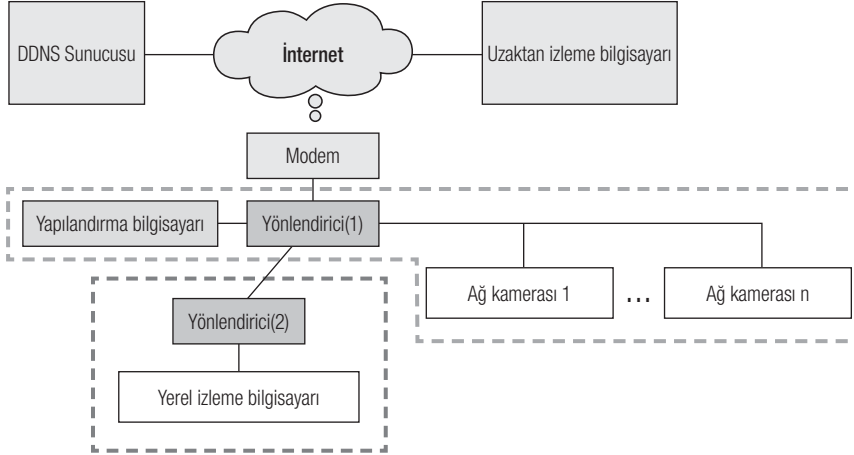 DDNS Sunucusu
İnternet
Uzaktan izleme bilgisayarı
Modem
Yapılandırma bilgisayarı
Yönlendirici(1)
Ağ kamerası 1
...
Ağ kamerası n
Yönlendirici(2)
Yerel izleme bilgisayarı